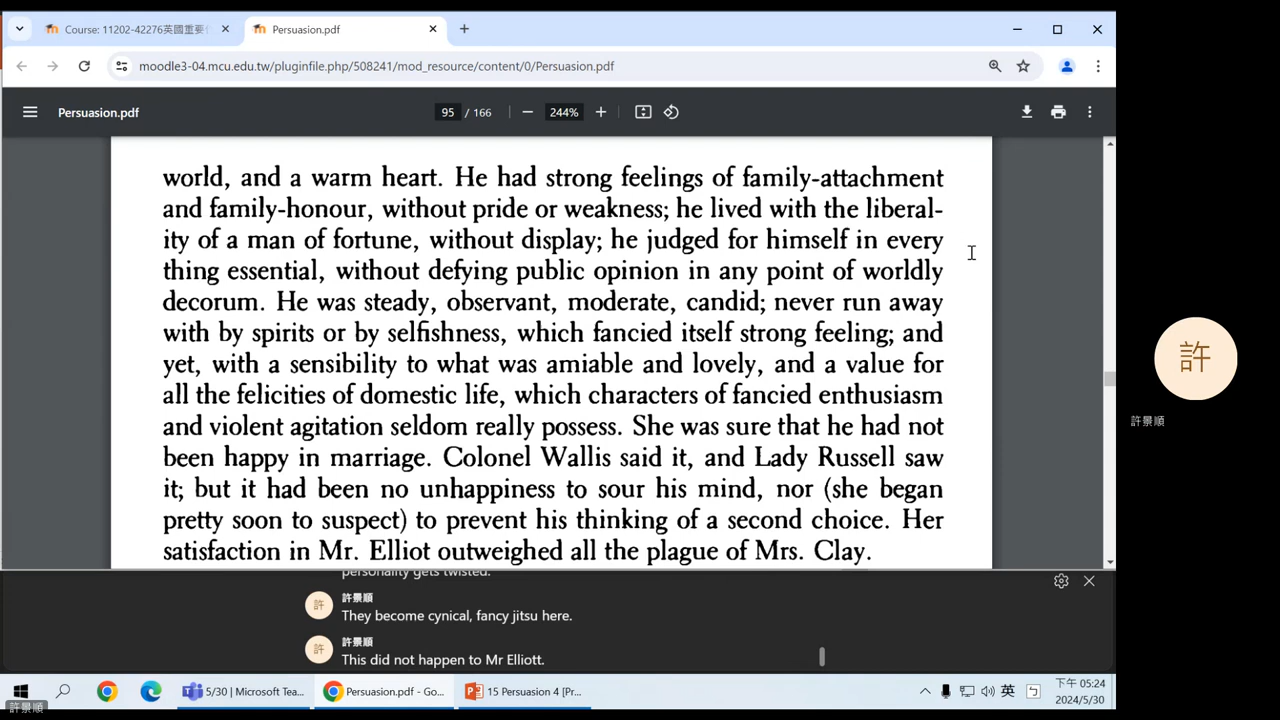 Course: 11202-42276英國重要
Persuasion.pdf
moodle3-04.mcu.edu.tw/pluginfile.php/508241/mod_resource/content/0/Persuasion.pdf
Persuasion.pdf
95 / 166
244%
world, and a warm heart. He had strong feelings of family-attachment
and family-honour, without pride or weakness; he lived with the liberal-
ity of a man of fortune, without display; he judged for himself in every
thing essential, without defying public opinion in any point of worldly
decorum. He was steady, observant, moderate, candid; never run away
with by spirits or by selfishness, which fancied itself strong feeling; and
yet, with a sensibility to what was amiable and lovely, and a value for
all the felicities of domestic life, which characters of fancied enthusiasm
and violent agitation seldom really possess. She was sure that he had not
been happy in marriage. Colonel Wallis said it, and Lady Russell saw
it; but it had been no unhappiness to sour his mind, nor (she began
pretty soon to suspect) to prevent his thinking of a second choice. Her
satisfaction in Mr. Elliot outweighed all the plague of Mrs. Clay.
personality gets twisted.
許
許景順
They become cynical, fancy jitsu here.
許
許景順
This did not happen to Mr Elliott.
許
許景順
5/30 | Microsoft Tea...
Persuasion.pdf - Go...
15 Persuasion 4 [Pr...
英
ㄅ
下午 05:24
2024/5/30
許景順